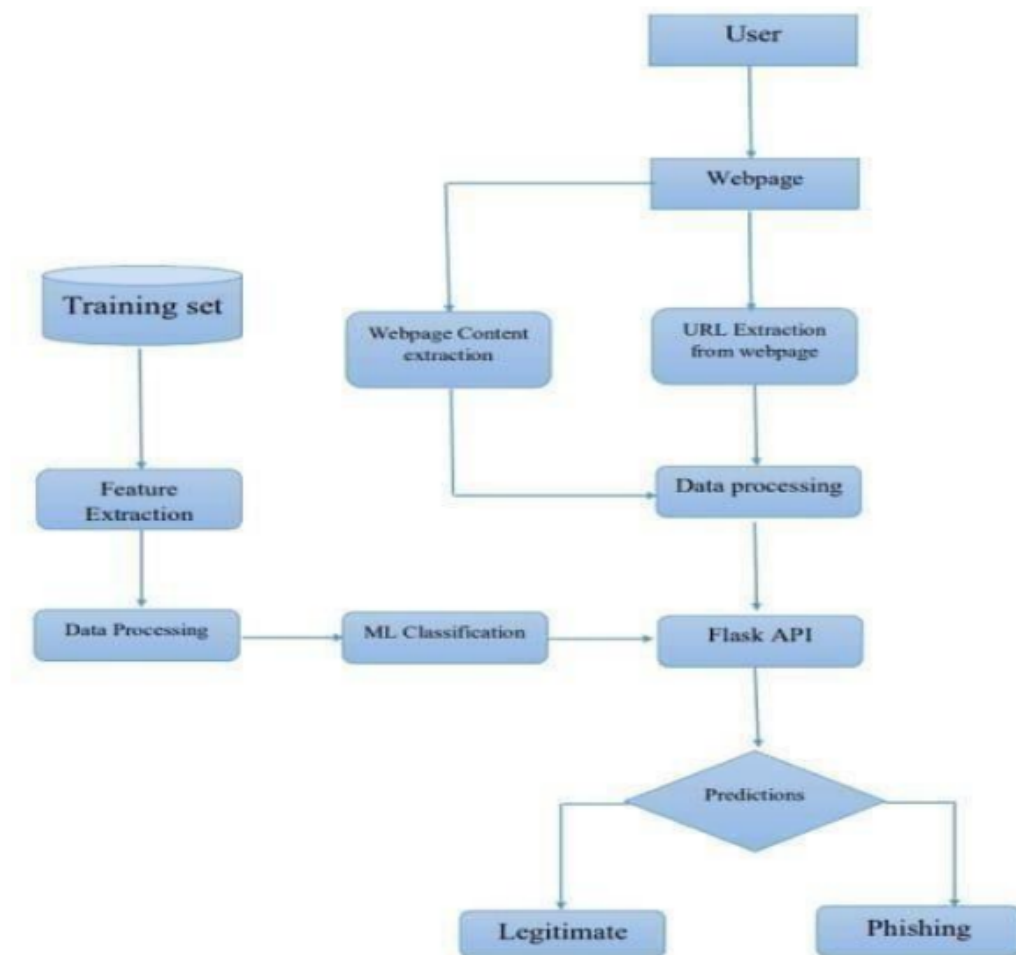 User
Webpage
Training set
Webpage Content
extraction
URL Extraction
from webpage
Feature
Extraction
Data processing
Data Processing
ML Classification
Flask API
Predictions
Legitimate
Phishing